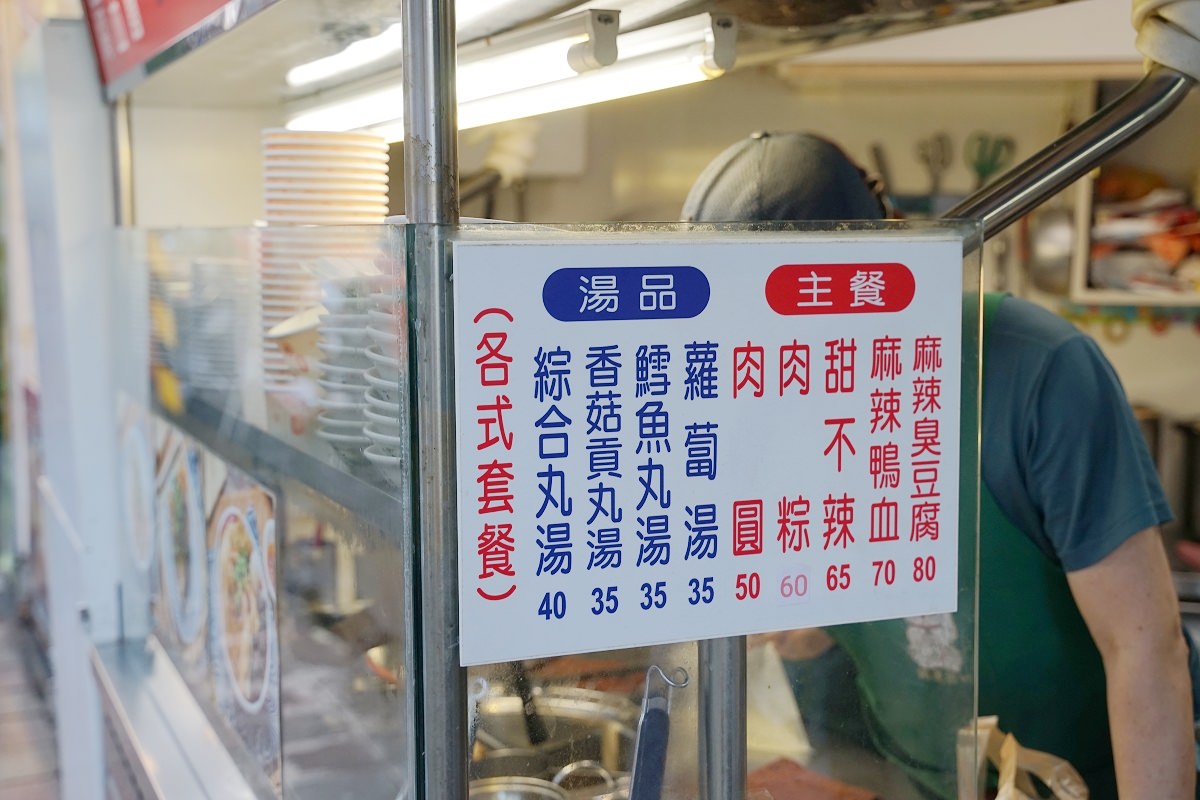 主餐
麻辣臭豆腐 80
麻辣鴨血 70
甜不辣 65
肉粽 60
肉圓 50
湯品
蘿蔔湯 35
鱈魚丸湯 35
香菇貢丸湯 35
綜合丸湯 40
(各式套餐)